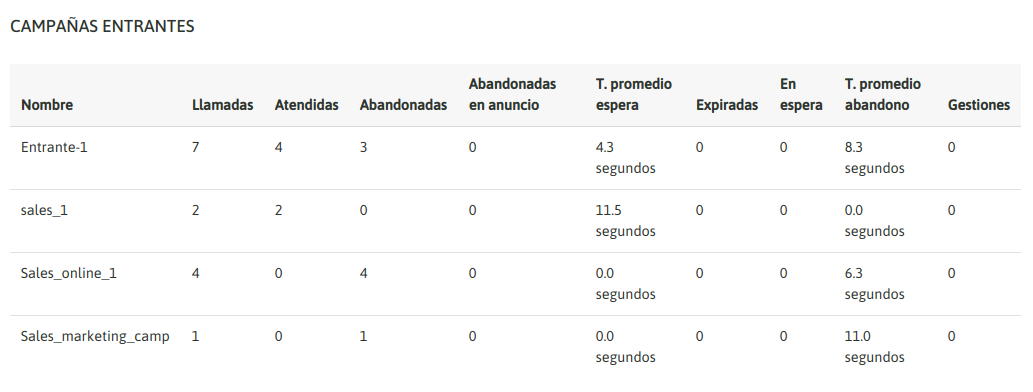 CAMPAÑAS ENTRANTES
Nombre Llamadas Atendidas Abandonadas Abandonadas en anuncio T. promedio espera Expiradas En espera T. promedio abandono Gestiones
Entrante-1 7 4 3 0 4.3 segundos 0 0 8.3 segundos 0
sales_1 2 2 0 0 11.5 segundos 0 0 0.0 segundos 0
Sales_online_1 4 0 4 0 0.0 segundos 0 0 6.3 segundos 0
Sales_marketing_camp 1 0 1 0 0.0 segundos 0 0 11.0 segundos 0